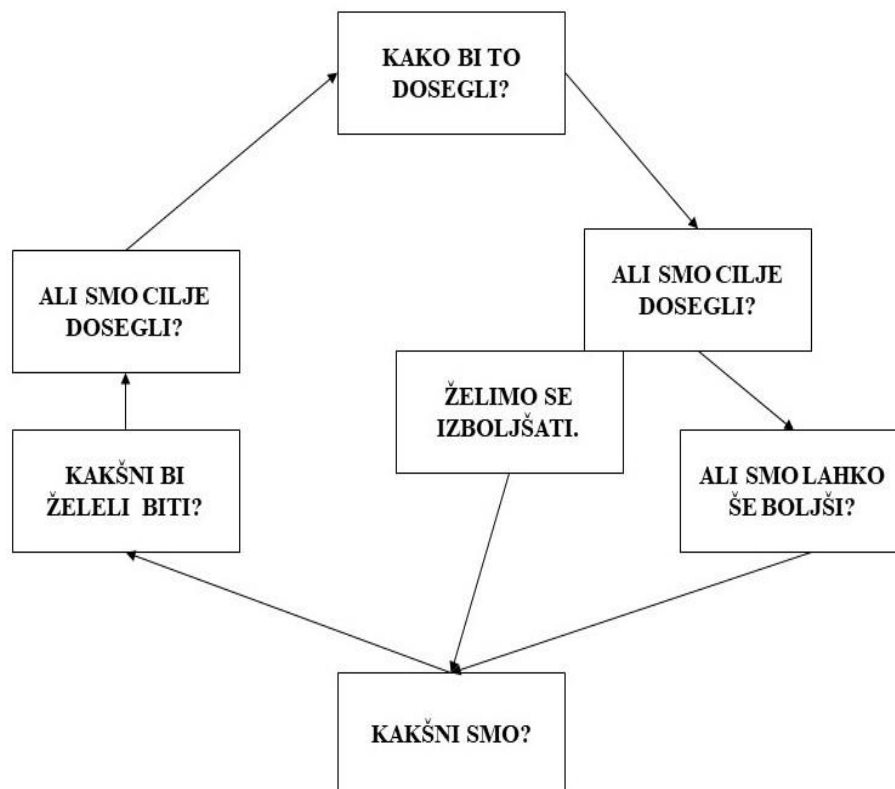 KAKO BI TO
DOSEGLI?
ALI SMO CILJE
DOSEGLI?
ALI SMO CILJE
DOSEGLI?
ŽELIMO SE
IZBOLJŠATI.
KAKŠNI BI
ŽELELI BITI?
ALI SMO LAHKO
ŠE BOLJŠI?
KAKŠNI SMO?